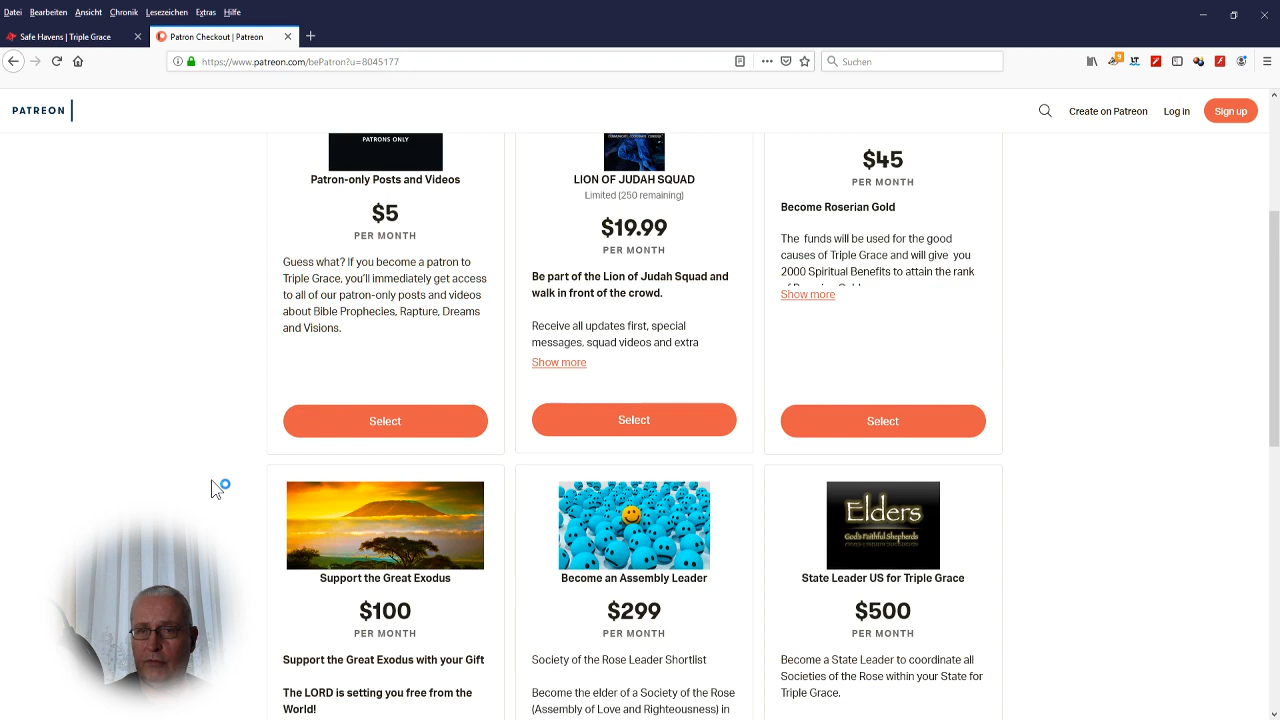 Datei Bearbeiten Ansicht Chronik Lesezeichen Extras Hilfe
Safe Havens | Triple Grace
Patron Checkout | Patreon
https://www.patreon.com/bePatron?u=8045177
Suchen
PATREON
Create on Patreon
Log in
Sign up
PATRONS ONLY
Patron-only Posts and Videos
$5
PER MONTH
Guess what? If you become a patron to
Triple Grace, you'll immediately get access
to all of our patron-only posts and videos
about Bible Prophecies, Rapture, Dreams
and Visions.
Select
LION OF JUDAH SQUAD
Limited (250 remaining)
$19.99
PER MONTH
Be part of the Lion of Judah Squad and
walk in front of the crowd.
Receive all updates first, special
messages, squad videos and extra
Show more
Select
$45
PER MONTH
Become Roserian Gold
The funds will be used for the good
causes of Triple Grace and will give you
2000 Spiritual Benefits to attain the rank
Show more
Select
Support the Great Exodus
$100
PER MONTH
Support the Great Exodus with your Gift
The LORD is setting you free from the
World!
Become an Assembly Leader
$299
PER MONTH
Society of the Rose Leader Shortlist
Become the elder of a Society of the Rose
(Assembly of Love and Righteousness) in
Elders
God's Faithful Shepherds
State Leader US for Triple Grace
$500
PER MONTH
Become a State Leader to coordinate all
Societies of the Rose within your State for
Triple Grace.